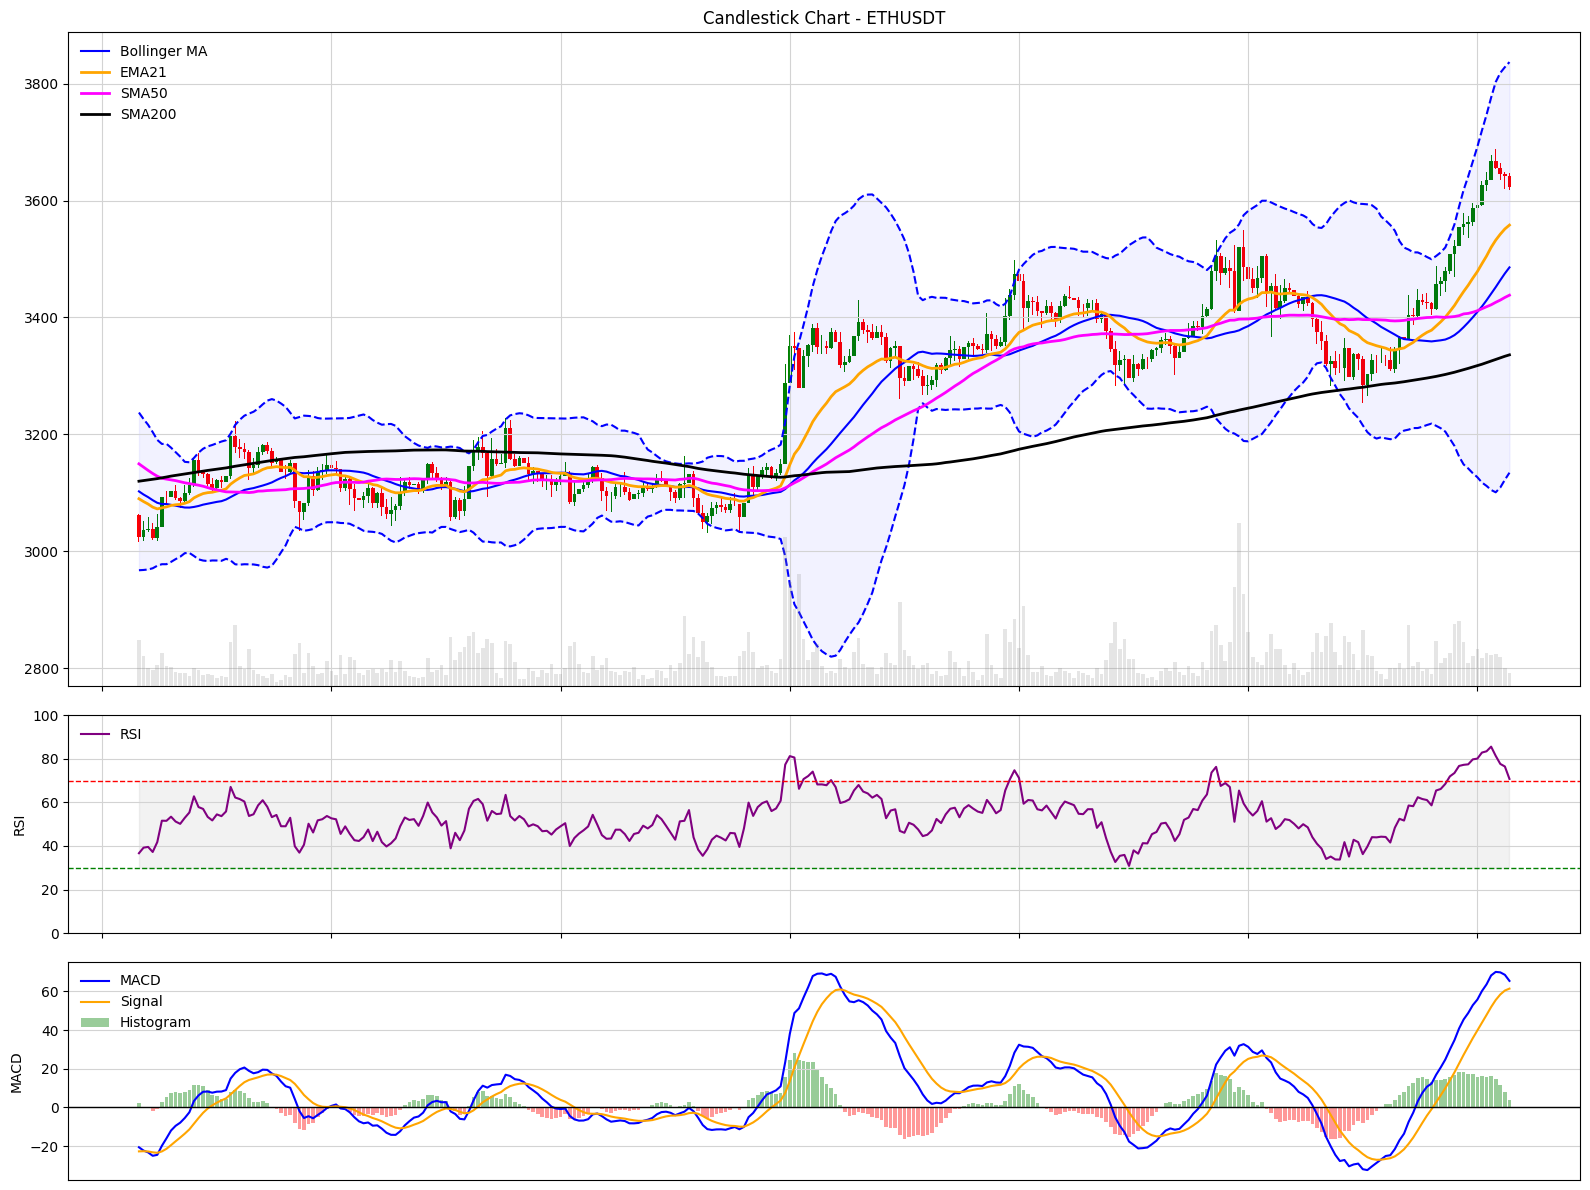 Candlestick Chart - ETHUSDT
Bollinger MA
EMA21
SMA50
SMA200
3800
3600
3400
3200
3000
2800
RSI
100
80
60
40
20
0
RSI
MACD
Signal
Histogram
60
40
20
0
−20
MACD